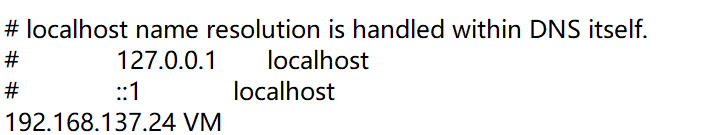 # localhost name resolution is handled within DNS itself.
# 127.0.0.1 localhost
# ::1 localhost
192.168.137.24 VM